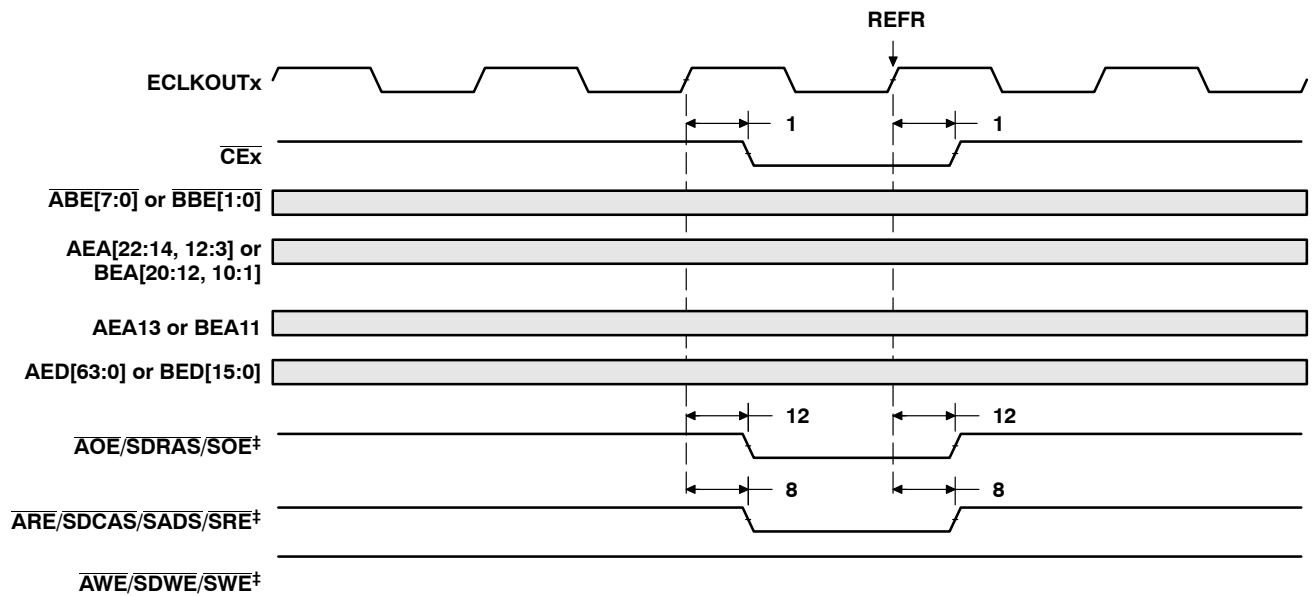 REFR
ECLKOUTx
1 1
CEx
ABE[7:0] or BBE[1:0]
AEA[22:14, 12:3] or
BEA[20:12, 10:1]
AEA13 or BEA11
AED[63:0] or BED[15:0]
12 12
AOE/SDRAS/SOE‡
8 8
ARE/SDCAS/SADS/SRE‡
AWE/SDWE/SWE‡